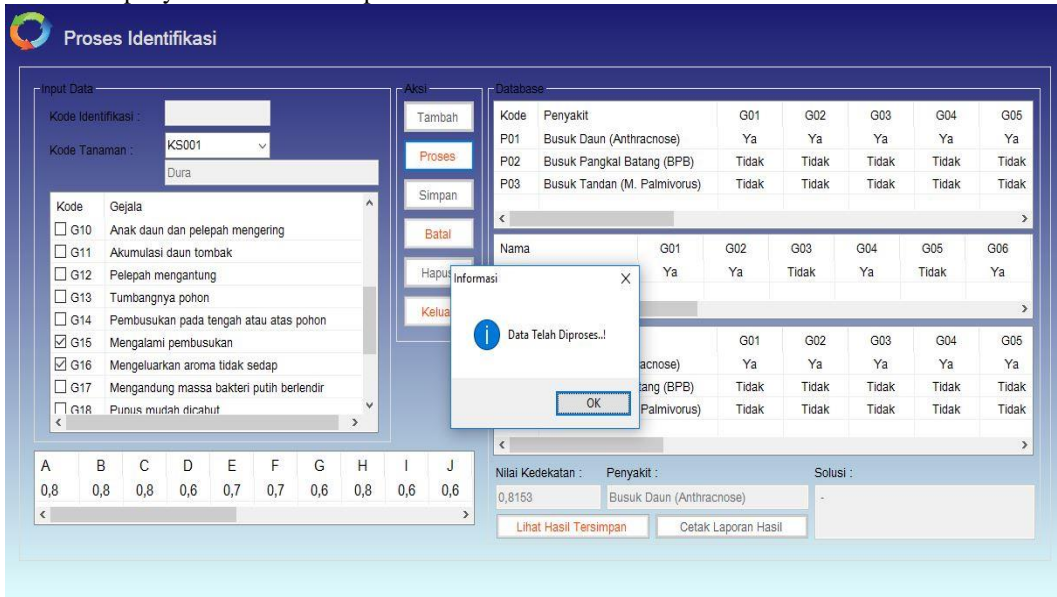 Proses Identifikasi
Input Data
Kode Identifikasi :
Kode Tanaman : KS001
Dura
Kode Gejala
G10 Anak daun dan pelepah mengering
G11 Akumulasi daun tombak
G12 Pelepah mengantung
G13 Tumbangnya pohon
G14 Pembusukan pada tengah atau atas pohon
G15 Mengalami pembusukan
G16 Mengeluarkan aroma tidak sedap
G17 Mengandung massa bakteri putih berlendir
G18 Pupus mudah dicabut
Aksi
Tambah
Proses
Simpan
Batal
Hapus
Kelua
Database
Kode Penyakit G01 G02 G03 G04 G05
P01 Busuk Daun (Anthracnose) Ya Ya Ya Ya Ya
P02 Busuk Pangkal Batang (BPB) Tidak Tidak Tidak Tidak Tidak
P03 Busuk Tandan (M. Palmivorus) Tidak Tidak Tidak Tidak Tidak
Nama G01 G02 G03 G04 G05 G06
Ya Ya Tidak Ya Tidak Ya
Informasi X
Data Telah Diproses..!
OK
G01 G02 G03 G04 G05
acnose) Ya Ya Ya Ya Ya
tang (BPB) Tidak Tidak Tidak Tidak Tidak
Palmivorus) Tidak Tidak Tidak Tidak Tidak
A B C D E F G H I J
0,8 0,8 0,8 0,6 0,7 0,7 0,6 0,8 0,6 0,6
Nilai Kedekatan : Penyakit : Solusi :
0,8153 Busuk Daun (Anthracnose) -
Lihat Hasil Tersimpan Cetak Laporan Hasil